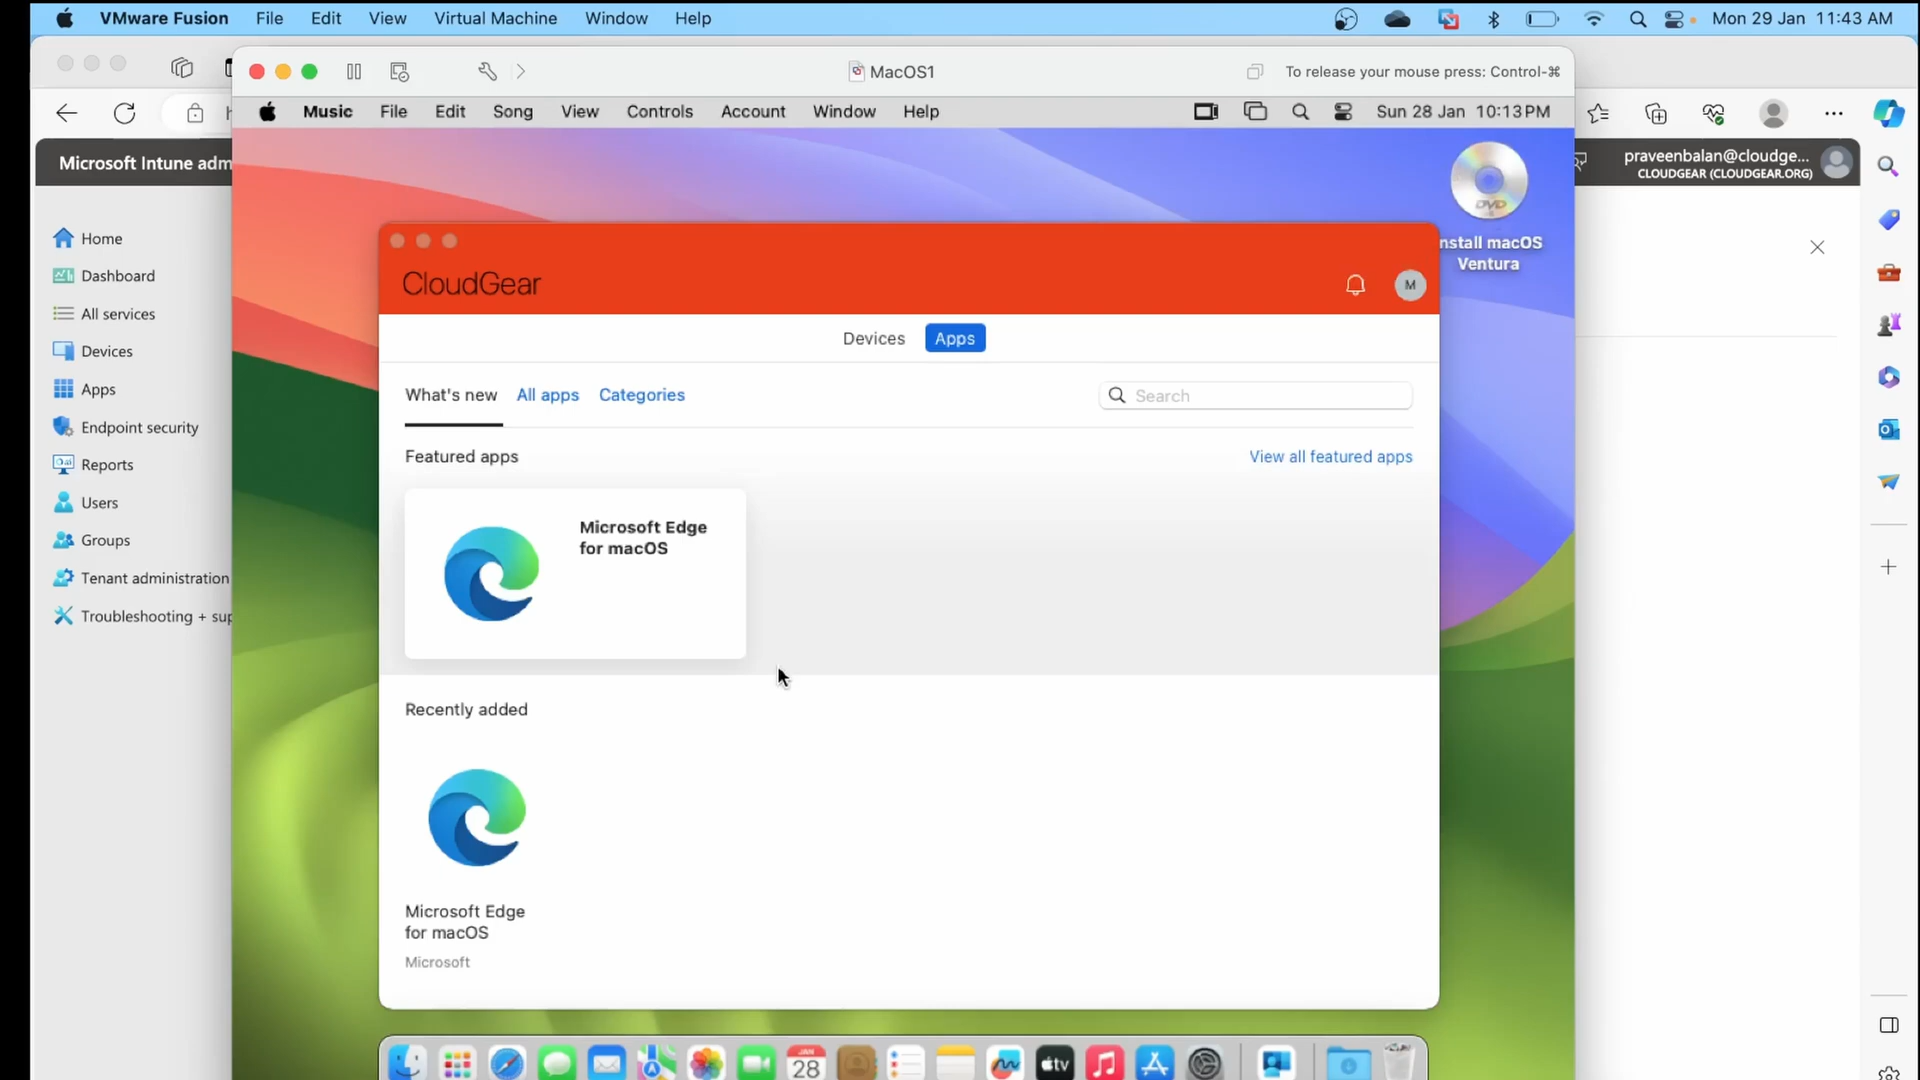 VMware Fusion File Edit View Virtual Machine Window Help Mon 29 Jan 11:43 AM
MacOS1 To release your mouse press: Control-⌘
Music File Edit Song View Controls Account Window Help Sun 28 Jan 10:13 PM
Microsoft Intune adm
praveenbalan@cloudge...
CLOUDGEAR (CLOUDGEAR.ORG)
Home
Dashboard
All services
Devices
Apps
Endpoint security
Reports
Users
Groups
Tenant administration
Troubleshooting + sup
DVD
nstall macOS
Ventura
CloudGear
M
Devices Apps
What's new All apps Categories Search
Featured apps View all featured apps
Microsoft Edge
for macOS
Recently added
Microsoft Edge
for macOS
Microsoft
JAN
28
tv